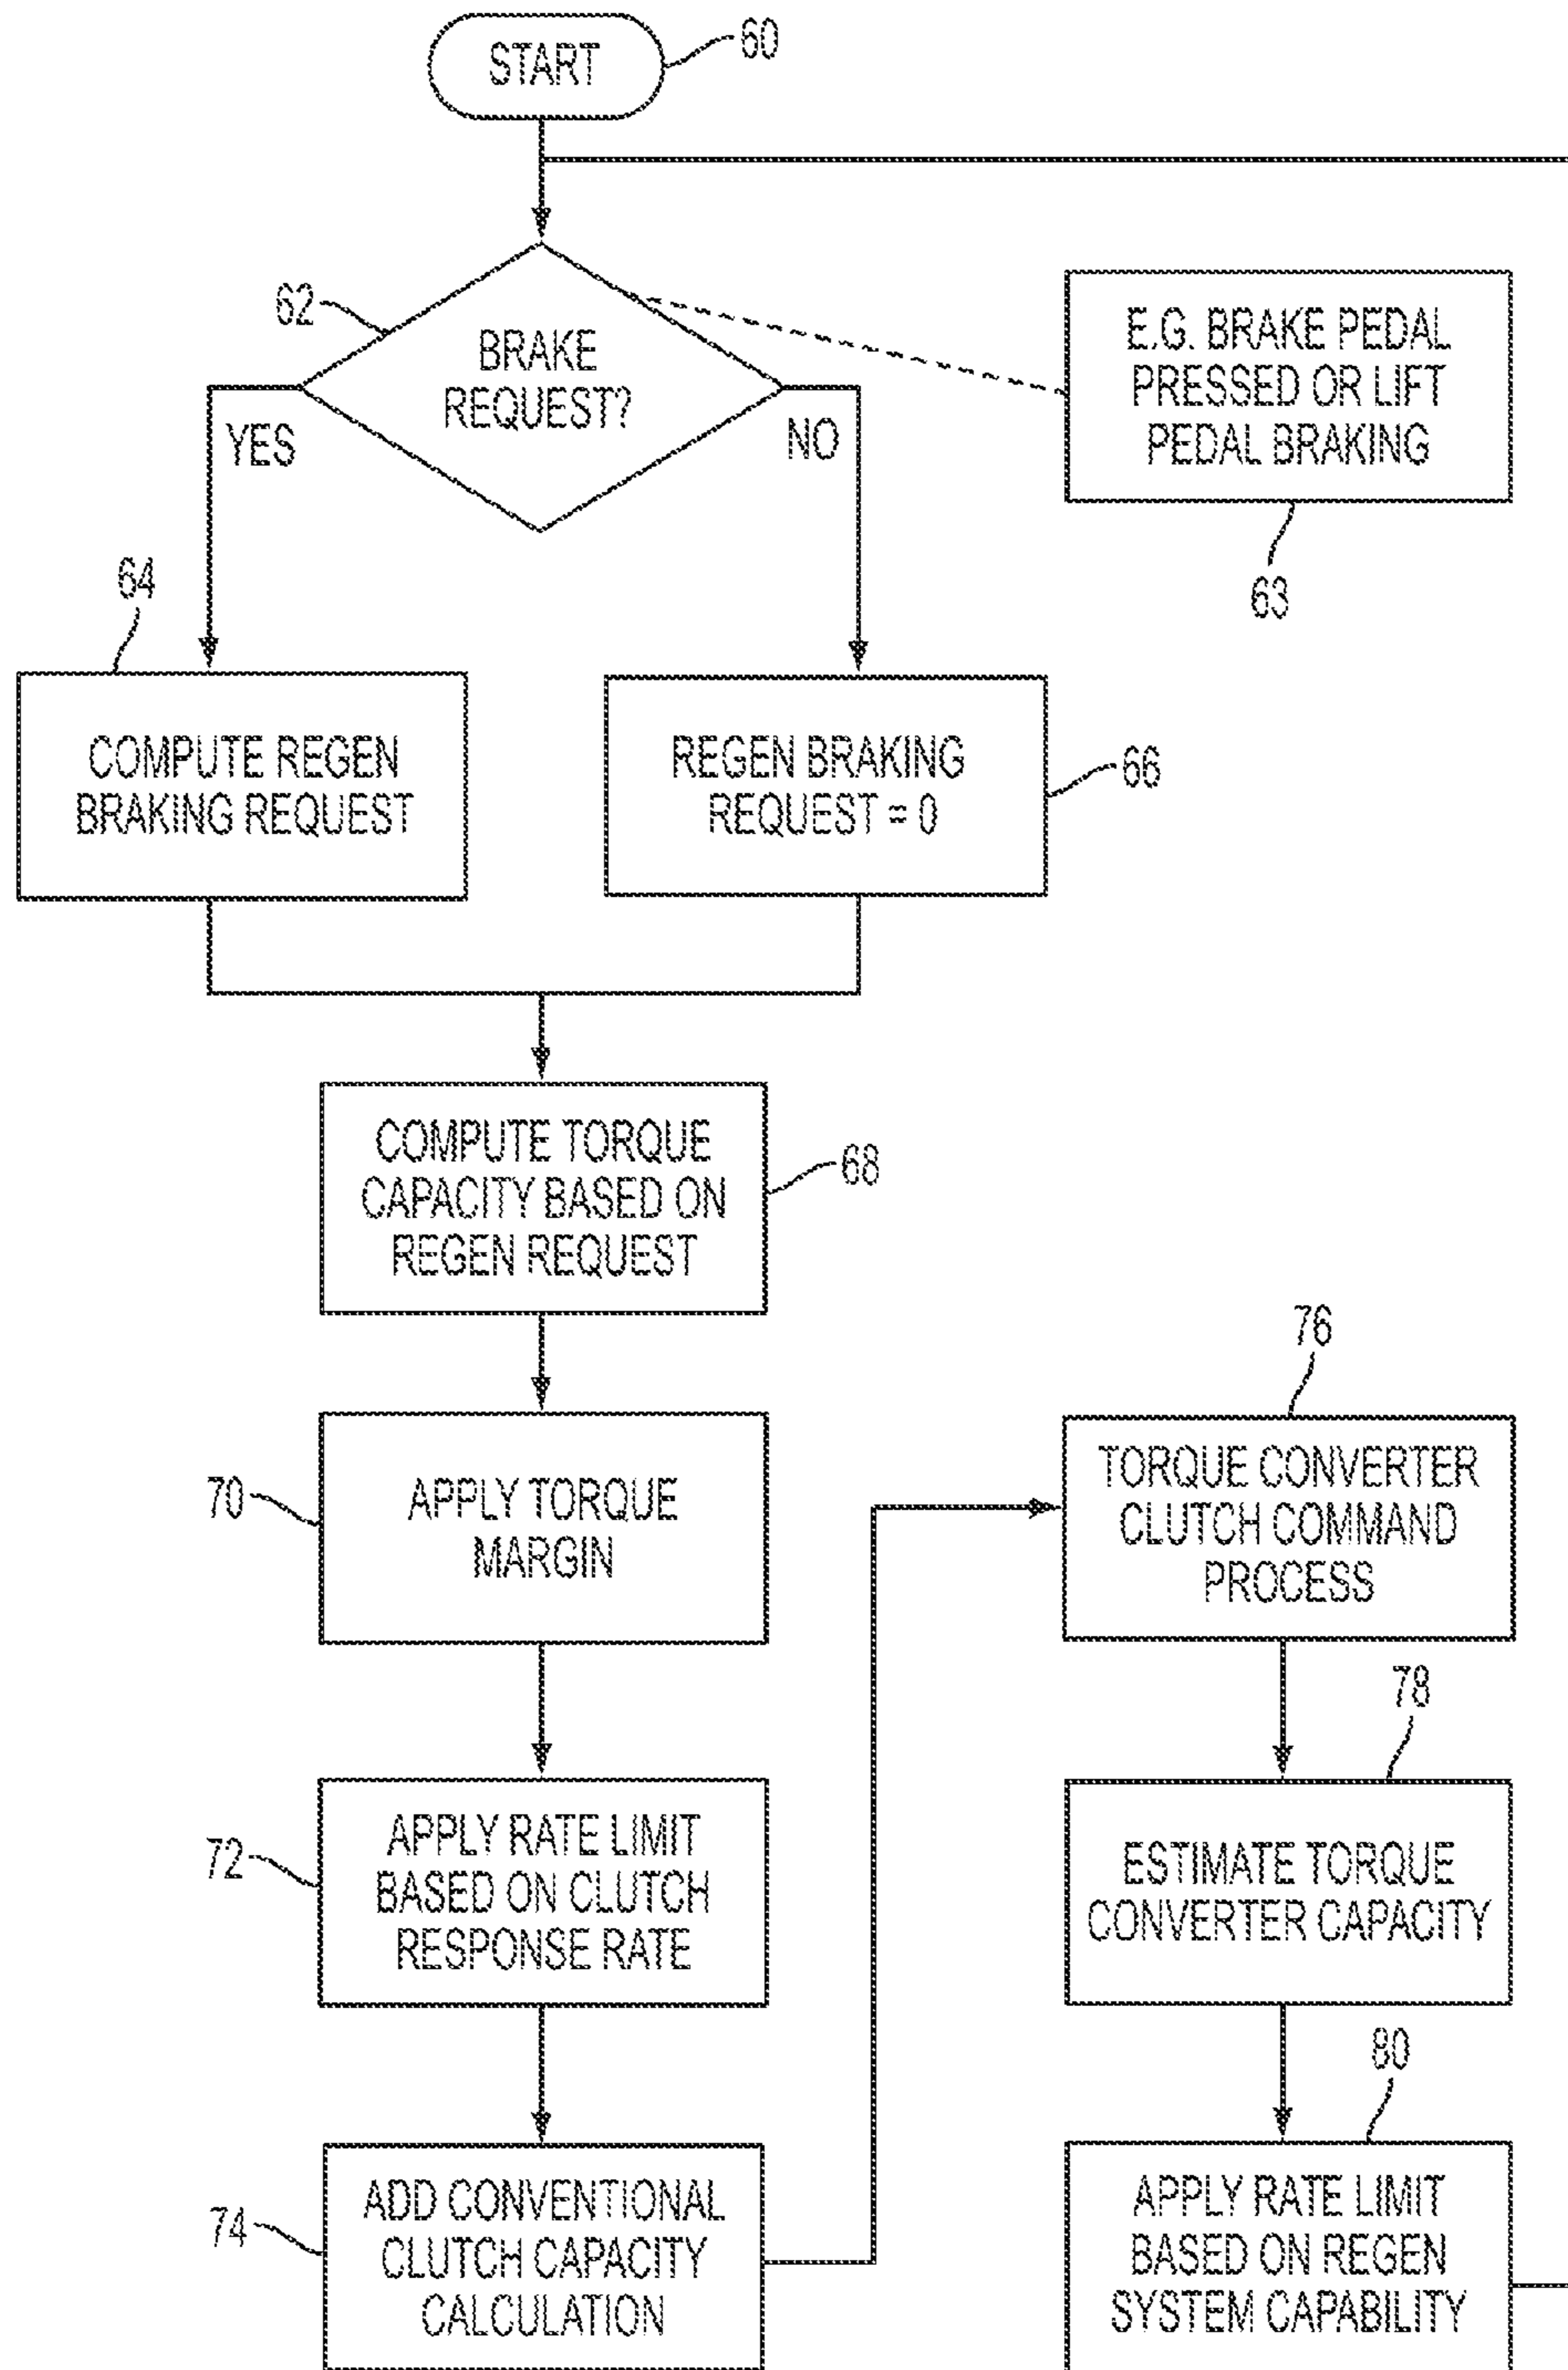 START
60
62
BRAKE
REQUEST?
E.G. BRAKE PEDAL
PRESSED OR LIFT
PEDAL BRAKING
63
YES
NO
64
COMPUTE REGEN
BRAKING REQUEST
REGEN BRAKING
REQUEST = 0
66
COMPUTE TORQUE
CAPACITY BASED ON
REGEN REQUEST
68
70
APPLY TORQUE
MARGIN
72
APPLY RATE LIMIT
BASED ON CLUTCH
RESPONSE RATE
74
ADD CONVENTIONAL
CLUTCH CAPACITY
CALCULATION
76
TORQUE CONVERTER
CLUTCH COMMAND
PROCESS
78
ESTIMATE TORQUE
CONVERTER CAPACITY
80
APPLY RATE LIMIT
BASED ON REGEN
SYSTEM CAPABILITY